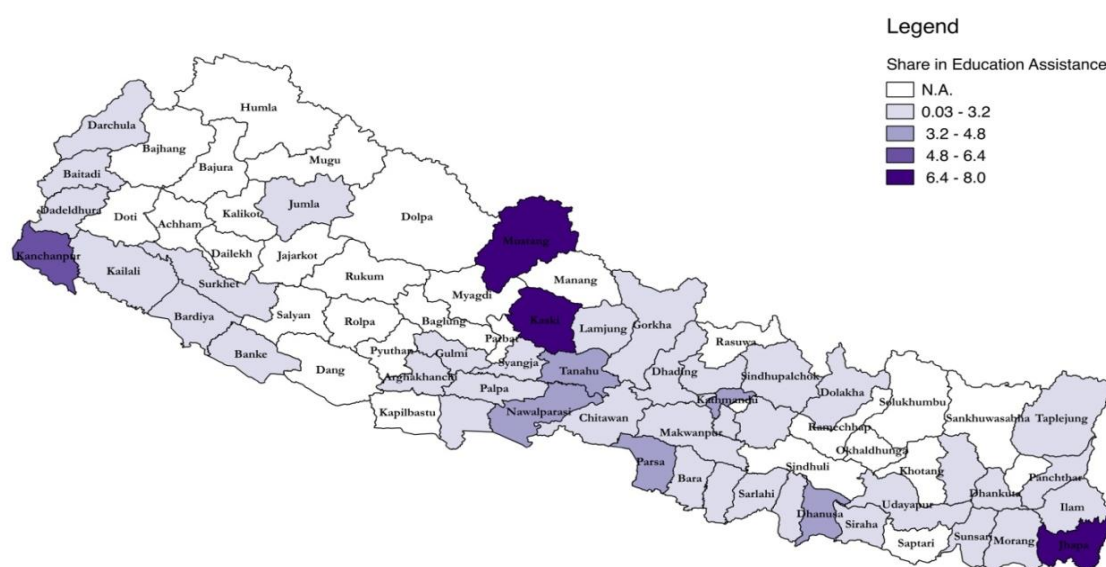 Legend
Share in Education Assistance
N.A.
0.03 - 3.2
3.2 - 4.8
4.8 - 6.4
6.4 - 8.0
Humla
Darchula
Bajhang
Bajura
Mugu
Baitadi
Dadeldhura
Doti
Achham
Kalikot
Jumla
Dolpa
Mustang
Kanchanpur
Kailali
Dailekh
Jajarkot
Surkhet
Rukum
Myagdi
Manang
Bardiya
Salyan
Rolpa
Baglung
Kaski
Lamjung
Gorkha
Banke
Dang
Pyuthan
Gulmi
Parbat
Syangja
Tanahu
Dhading
Rasuwa
Sindhupalchok
Arghakhanchi
Palpa
Kapilbastu
Nawalparasi
Chitawan
Kathmandu
Dolakha
Solukhumbu
Sankhuwasabha
Taplejung
Makwanpur
Ramechhap
Okhaldhunga
Parsa
Bara
Sindhuli
Khotang
Panchthar
Sarlahi
Dhanusa
Siraha
Udayapur
Dhankuta
Ilam
Saptari
Sunsari
Morang
Jhapa